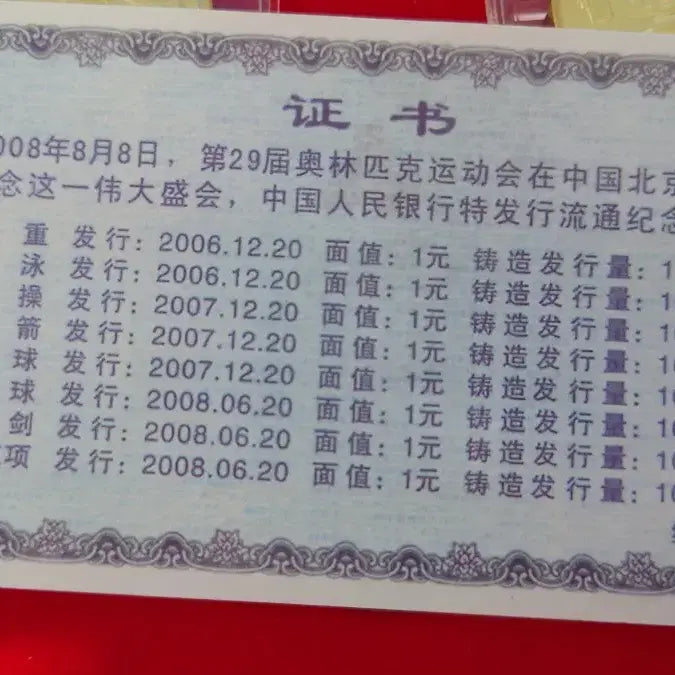 证书
008年8月8日，第29届奥林匹克运动会在中国北京
念这一伟大盛会，中国人民银行特发行流通纪念
重 发行：2006.12.20 面值：1元 铸造发行量：1
泳 发行：2006.12.20 面值：1元 铸造发行量：1
操 发行：2007.12.20 面值：1元 铸造发行量：1
箭 发行：2007.12.20 面值：1元 铸造发行量：1
球 发行：2007.12.20 面值：1元 铸造发行量：1
球 发行：2008.06.20 面值：1元 铸造发行量：1
剑 发行：2008.06.20 面值：1元 铸造发行量：1
项 发行：2008.06.20 面值：1元 铸造发行量：1